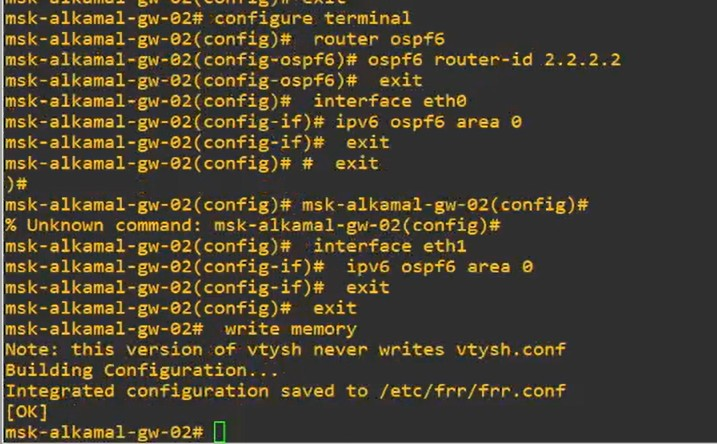 msk-alkamal-gw-02# exit
msk-alkamal-gw-02# configure terminal
msk-alkamal-gw-02(config)#  router ospf6
msk-alkamal-gw-02(config-ospf6)# ospf6 router-id 2.2.2.2
msk-alkamal-gw-02(config-ospf6)#  exit
msk-alkamal-gw-02(config)#  interface eth0
msk-alkamal-gw-02(config-if)# ipv6 ospf6 area 0
msk-alkamal-gw-02(config-if)#  exit
msk-alkamal-gw-02(config)# #  exit
)#
msk-alkamal-gw-02(config)# msk-alkamal-gw-02(config)#
% Unknown command: msk-alkamal-gw-02(config)#
msk-alkamal-gw-02(config)#  interface eth1
msk-alkamal-gw-02(config-if)#  ipv6 ospf6 area 0
msk-alkamal-gw-02(config-if)#  exit
msk-alkamal-gw-02(config)#  exit
msk-alkamal-gw-02#  write memory
Note: this version of vtysh never writes vtysh.conf
Building Configuration...
Integrated configuration saved to /etc/frr/frr.conf
[OK]
msk-alkamal-gw-02#